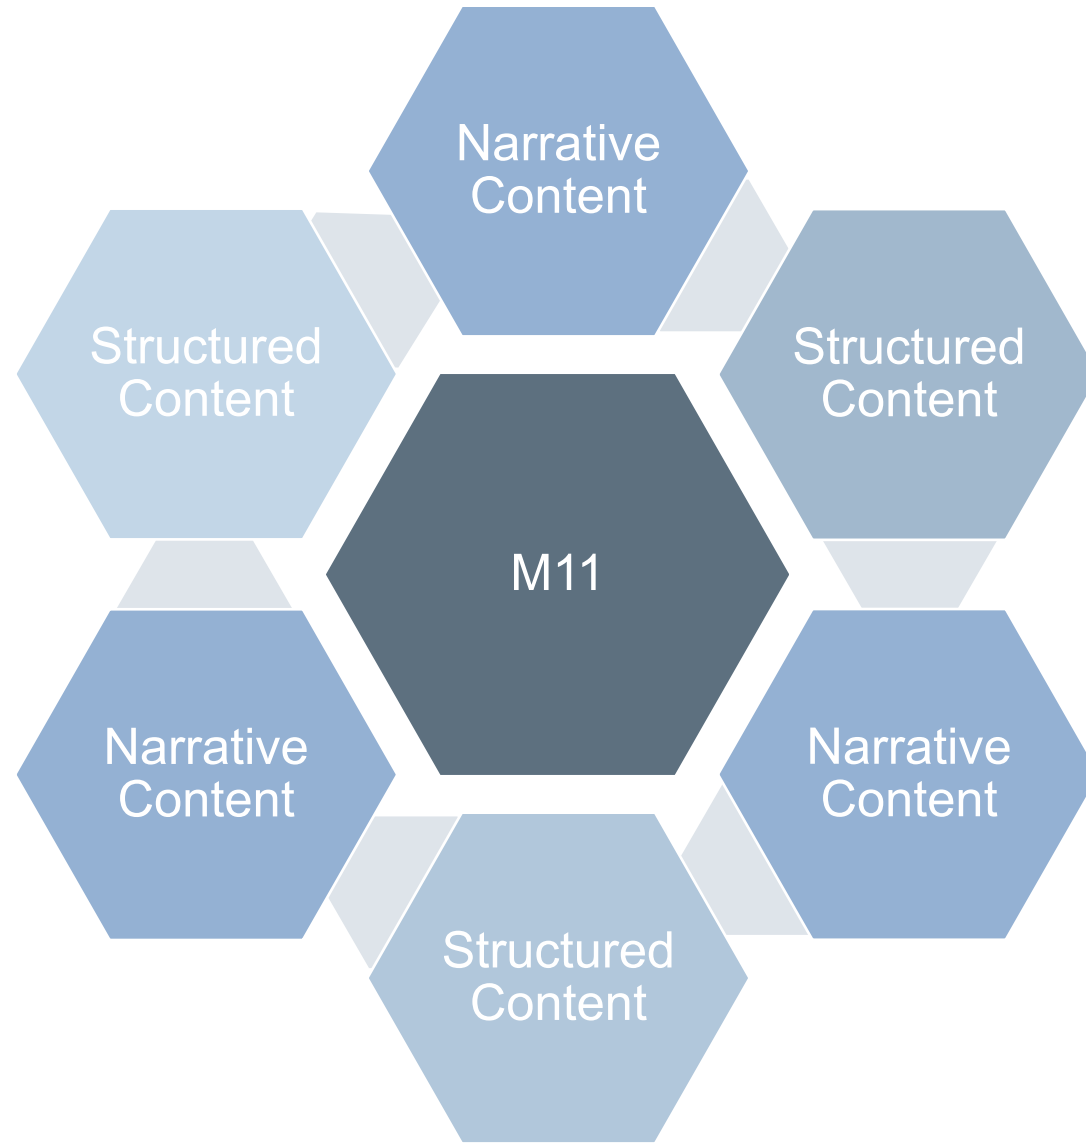 Narrative
Content
Structured
Content
Structured
Content
M11
Narrative
Content
Narrative
Content
Structured
Content